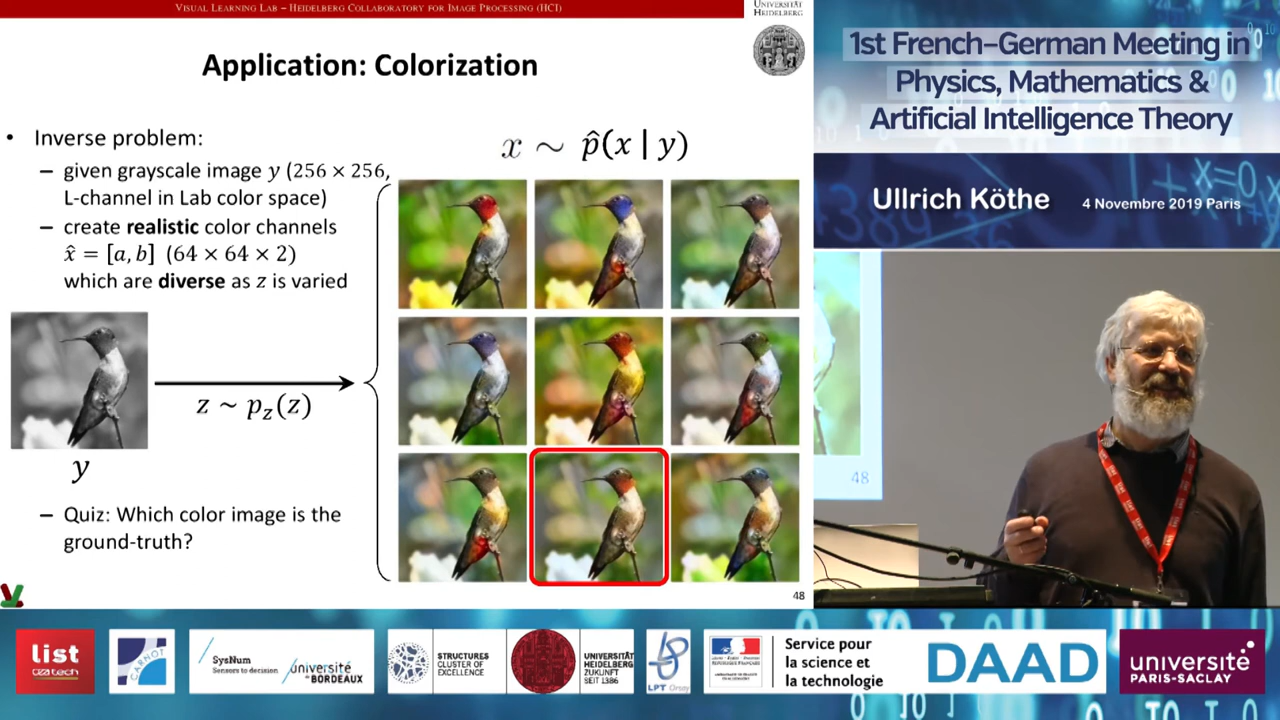 VISUAL LEARNING LAB – HEIDELBERG COLLABORATORY FOR IMAGE PROCESSING (HCI)
UNIVERSITÄT
HEIDELBERG
Application: Colorization
• Inverse problem:
– given grayscale image y (256 × 256,
L-channel in Lab color space)
– create realistic color channels
x̂ = [a, b] (64 × 64 × 2)
which are diverse as z is varied
x ~ p̂(x | y)
z ~ p_z(z)
y
– Quiz: Which color image is the
ground-truth?
48
1st French–German Meeting in
Physics, Mathematics &
Artificial Intelligence Theory
Ullrich Köthe
4 Novembre 2019 Paris
48
list
ceatech
CARNOT
SysNum
Sensors to decision
université
de BORDEAUX
STRUCTURES
CLUSTER OF
EXCELLENCE
UNIVERSITÄT
HEIDELBERG
ZUKUNFT
SEIT 1386
LPT Orsay
Service pour
la science et
la technologie
DAAD
université
PARIS-SACLAY